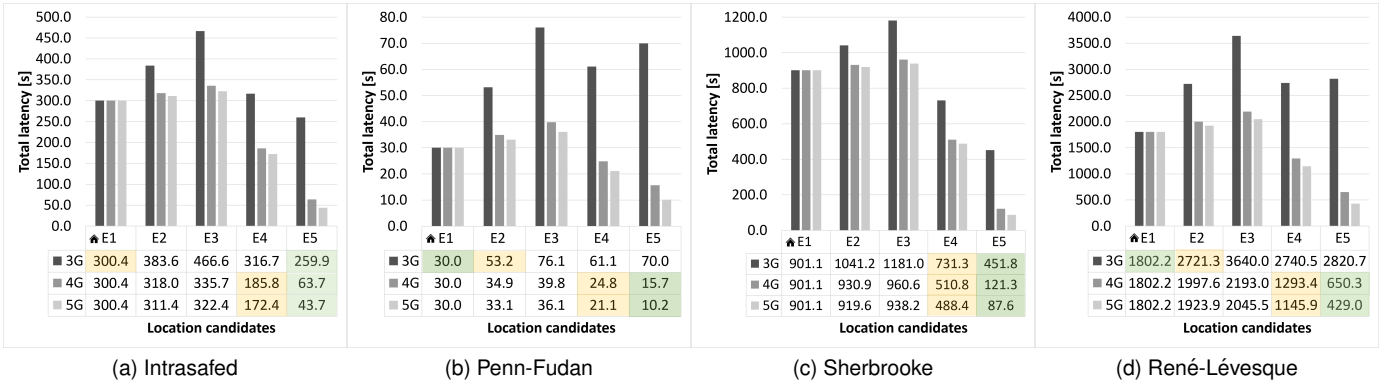 500.0
450.0
400.0
350.0
300.0
250.0
200.0
150.0
100.0
50.0
0.0
Total latency [s]
E1 E2 E3 E4 E5
3G 300.4 383.6 466.6 316.7 259.9
4G 300.4 318.0 335.7 185.8 63.7
5G 300.4 311.4 322.4 172.4 43.7
Location candidates
(a) Intrasafed
80.0
70.0
60.0
50.0
40.0
30.0
20.0
10.0
0.0
Total latency [s]
E1 E2 E3 E4 E5
3G 30.0 53.2 76.1 61.1 70.0
4G 30.0 34.9 39.8 24.8 15.7
5G 30.0 33.1 36.1 21.1 10.2
Location candidates
(b) Penn-Fudan
1200.0
1000.0
800.0
600.0
400.0
200.0
0.0
Total latency [s]
E1 E2 E3 E4 E5
3G 901.1 1041.2 1181.0 731.3 451.8
4G 901.1 930.9 960.6 510.8 121.3
5G 901.1 919.6 938.2 488.4 87.6
Location candidates
(c) Sherbrooke
4000.0
3500.0
3000.0
2500.0
2000.0
1500.0
1000.0
500.0
0.0
Total latency [s]
E1 E2 E3 E4 E5
3G 1802.2 2721.3 3640.0 2740.5 2820.7
4G 1802.2 1997.6 2193.0 1293.4 650.3
5G 1802.2 1923.9 2045.5 1145.9 429.0
Location candidates
(d) René-Lévesque